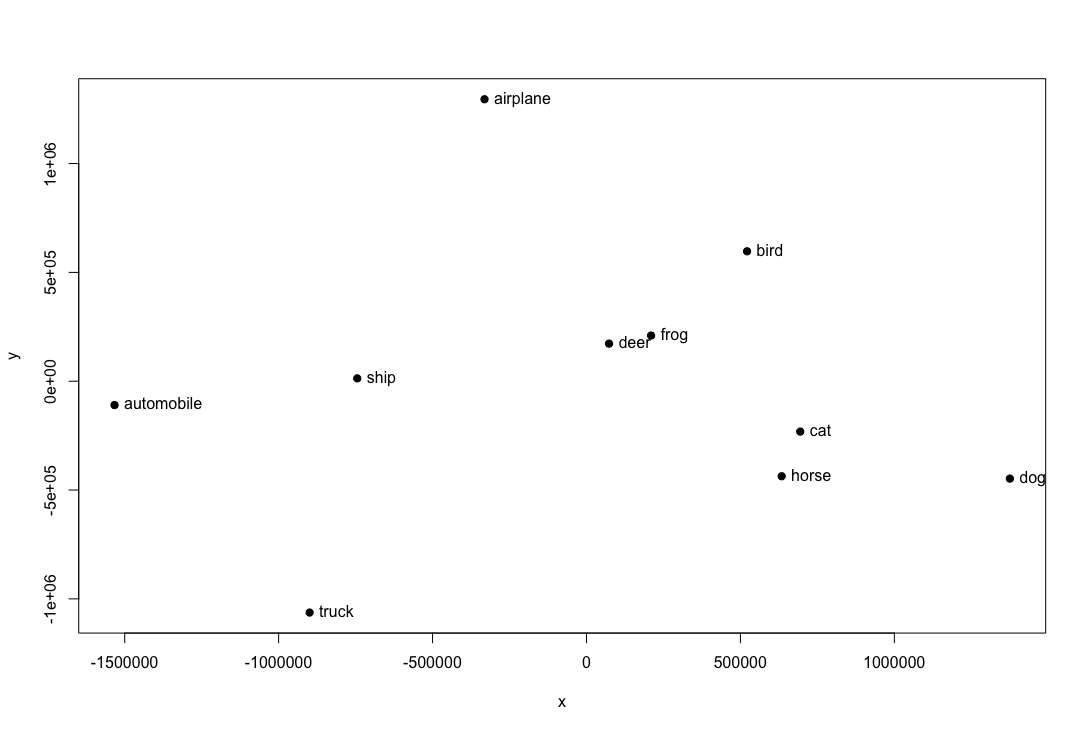 airplane
1e+06
bird
5e+05
frog
deer
y
0e+00
ship
automobile
cat
horse
dog
-5e+05
-1e+06
truck
-1500000 -1000000 -500000 0 500000 1000000
x